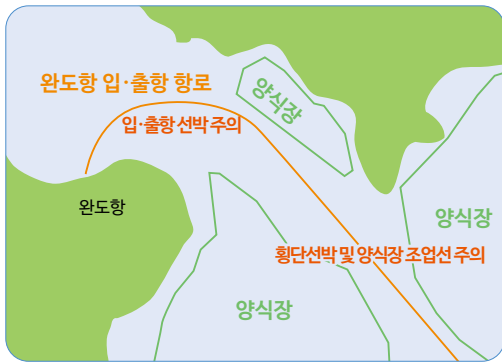 완도항 입·출항 항로
양식장
입·출항 선박 주의
완도항
양식장
횡단선박 및 양식장 조업선 주의
양식장